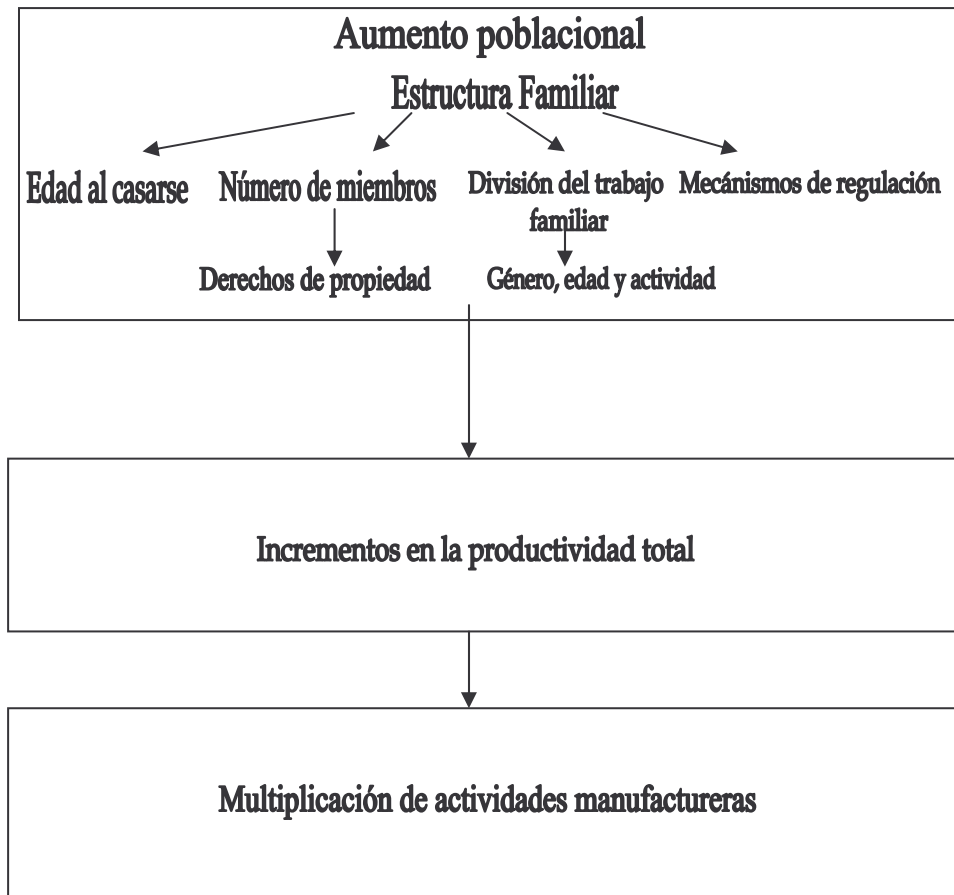 Aumento poblacional
Estructura Familiar
Edad al casarse
Número de miembros
División del trabajo
familiar
Mecánismos de regulación
Derechos de propiedad
Género, edad y actividad
Incrementos en la productividad total
Multiplicación de actividades manufactureras